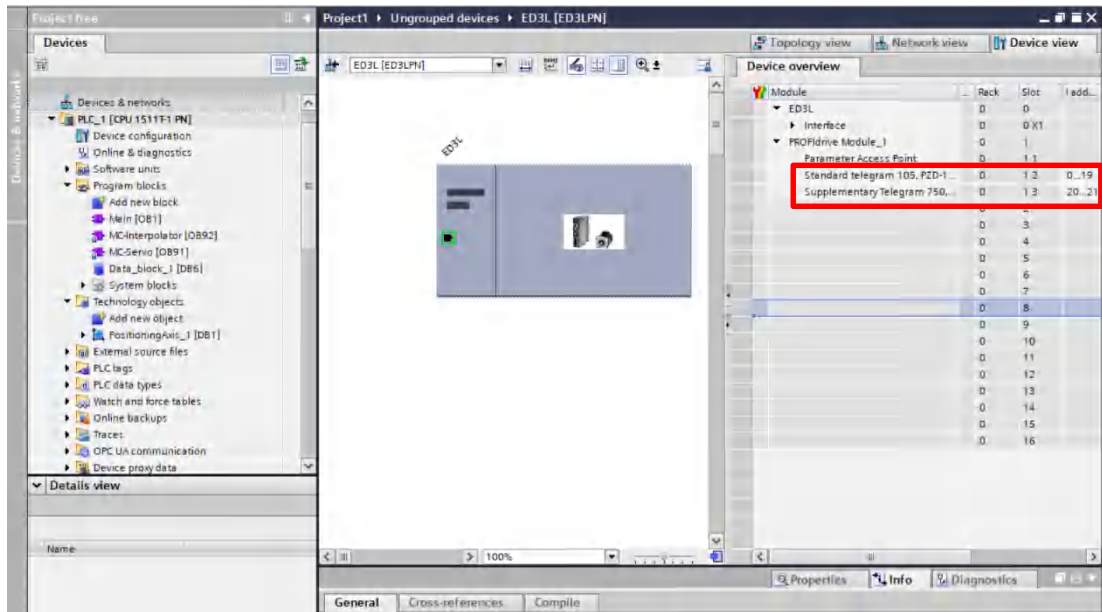 Project tree
Devices
Devices & networks
PLC_1 [CPU 1511T-1 PN]
Device configuration
Online & diagnostics
Software units
Program blocks
Add new block
Main [OB1]
MC-Interpolator [OB92]
MC-Servo [OB91]
Data_block_1 [DB6]
System blocks
Technology objects
Add new object
PositioningAxis_1 [DB1]
External source files
PLC tags
PLC data types
Watch and force tables
Online backups
Traces
OPC UA communication
Device proxy data
Details view
Name
Project1 ▸ Ungrouped devices ▸ ED3L [ED3LPN]
Topology view Network view Device view
ED3L [ED3LPN]
ED3L
100%
Device overview
Module ... Rack Slot I add...
ED3L 0 0
Interface 0 0 X1
PROFIdrive Module_1 0 1
Parameter Access Point 0 1 1
Standard telegram 105, PZD-1... 0 1 2 0...19
Supplementary Telegram 750,... 0 1 3 20...21
0 2
0 3
0 4
0 5
0 6
0 7
0 8
0 9
0 10
0 11
0 12
0 13
0 14
0 15
0 16
Properties Info Diagnostics
General Cross-references Compile